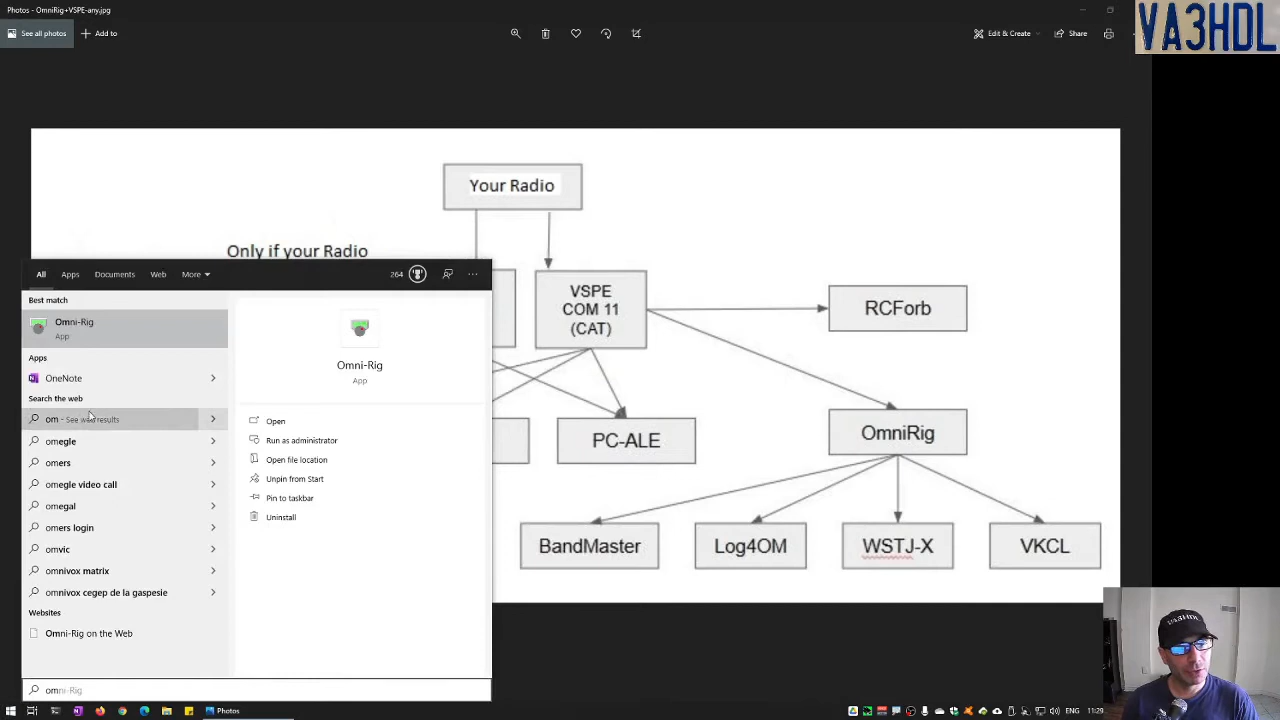 Photos - OmniRig+VSPE-any.jpg
See all photos
Add to
Edit & Create
Share
VA3HDL
Your Radio
Only if your Radio
VSPE
COM 11
(CAT)
RCForb
PC-ALE
OmniRig
BandMaster
Log4OM
WSTJ-X
VKCL
All
Apps
Documents
Web
More
264
Best match
Omni-Rig
App
Apps
OneNote
Search the web
om - See web results
omegle
omers
omegle video call
omegal
omers login
omvic
omnivox matrix
omnivox cegep de la gaspesie
Websites
Omni-Rig on the Web
Omni-Rig
App
Open
Run as administrator
Open file location
Unpin from Start
Pin to taskbar
Uninstall
omni-Rig
Photos
ENG
VA3HDL